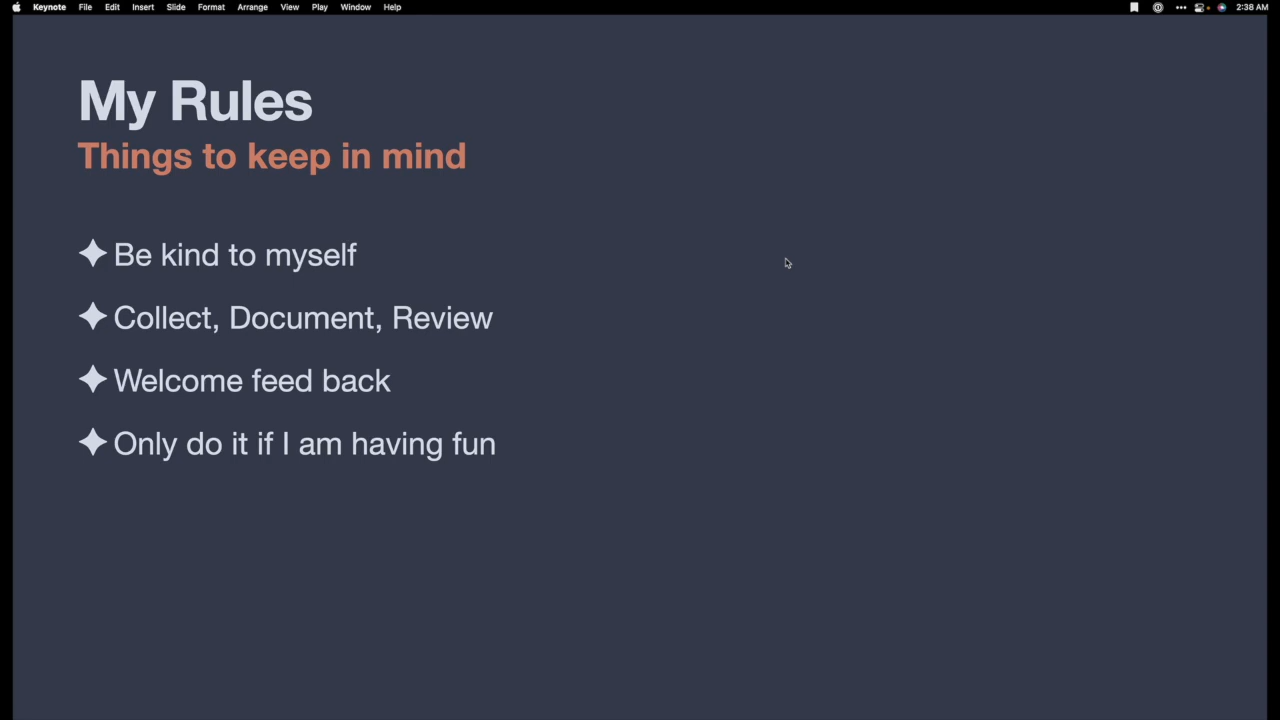 Keynote File Edit Insert Slide Format Arrange View Play Window Help 2:38 AM
My Rules
Things to keep in mind
Be kind to myself
Collect, Document, Review
Welcome feed back
Only do it if I am having fun